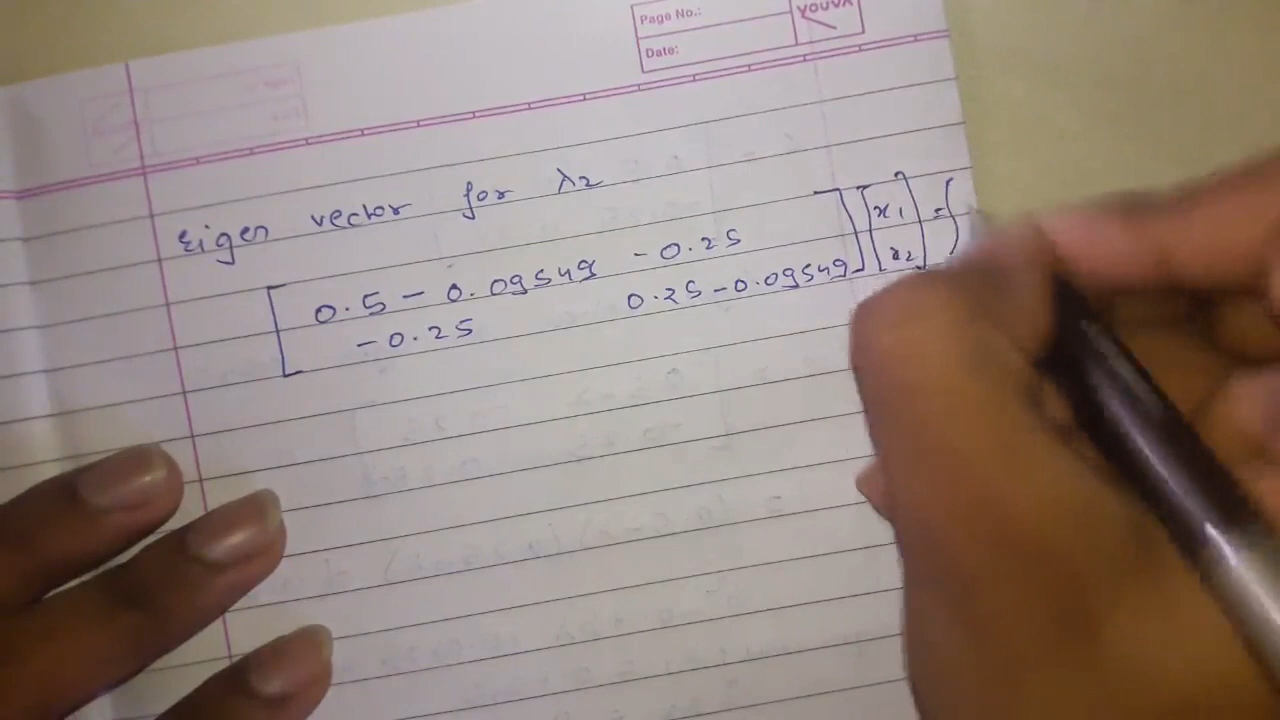 Page No.:
YOUVA
Date:
Eigen vector for λ2
0.5 - 0.09549 - 0.25
- 0.25 0.25 - 0.09549
x1
x2
=